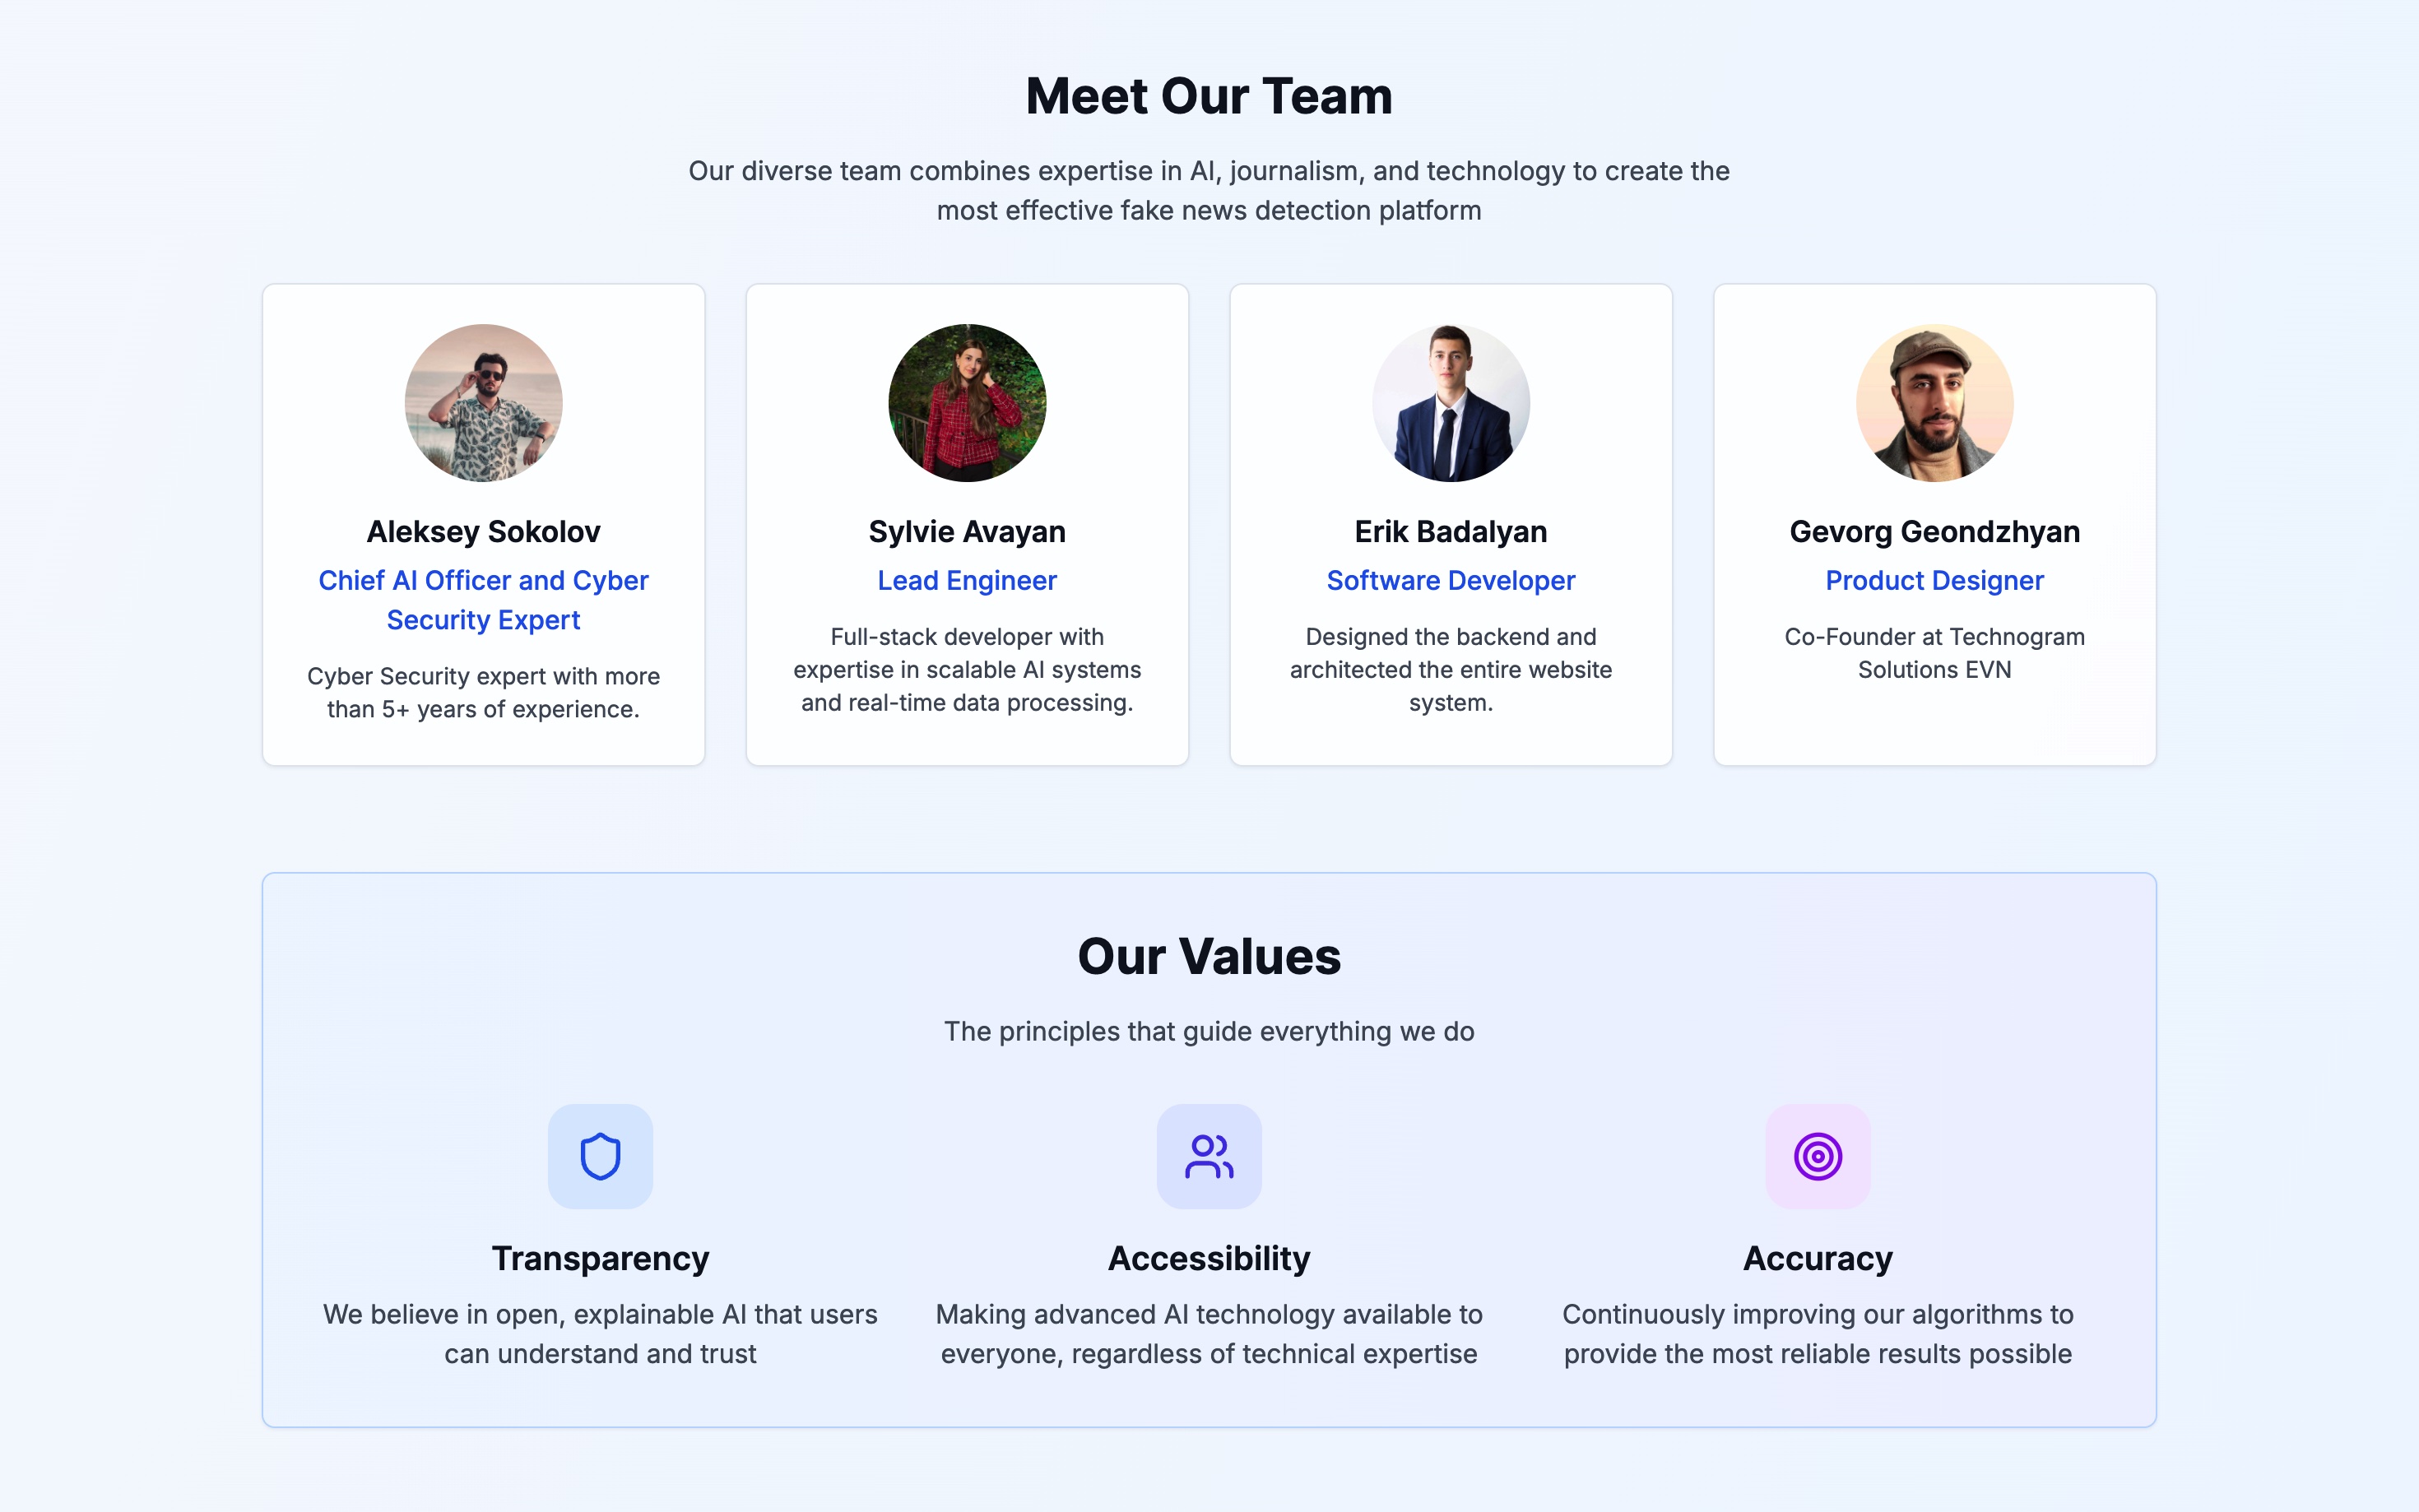 Meet Our Team
Our diverse team combines expertise in AI, journalism, and technology to create the
most effective fake news detection platform
Aleksey Sokolov
Chief AI Officer and Cyber
Security Expert
Cyber Security expert with more
than 5+ years of experience.
Sylvie Avayan
Lead Engineer
Full-stack developer with
expertise in scalable AI systems
and real-time data processing.
Erik Badalyan
Software Developer
Designed the backend and
architected the entire website
system.
Gevorg Geondzhyan
Product Designer
Co-Founder at Technogram
Solutions EVN
Our Values
The principles that guide everything we do
Transparency
We believe in open, explainable AI that users
can understand and trust
Accessibility
Making advanced AI technology available to
everyone, regardless of technical expertise
Accuracy
Continuously improving our algorithms to
provide the most reliable results possible